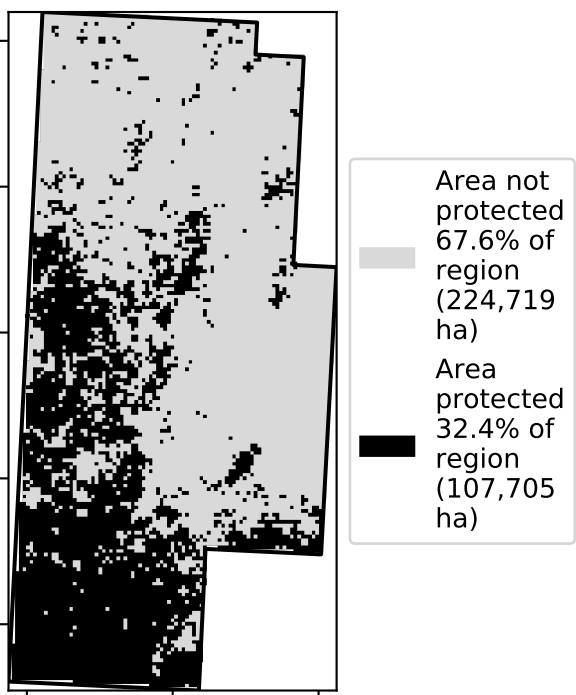 Area not
protected
67.6% of
region
(224,719
ha)
Area
protected
32.4% of
region
(107,705
ha)